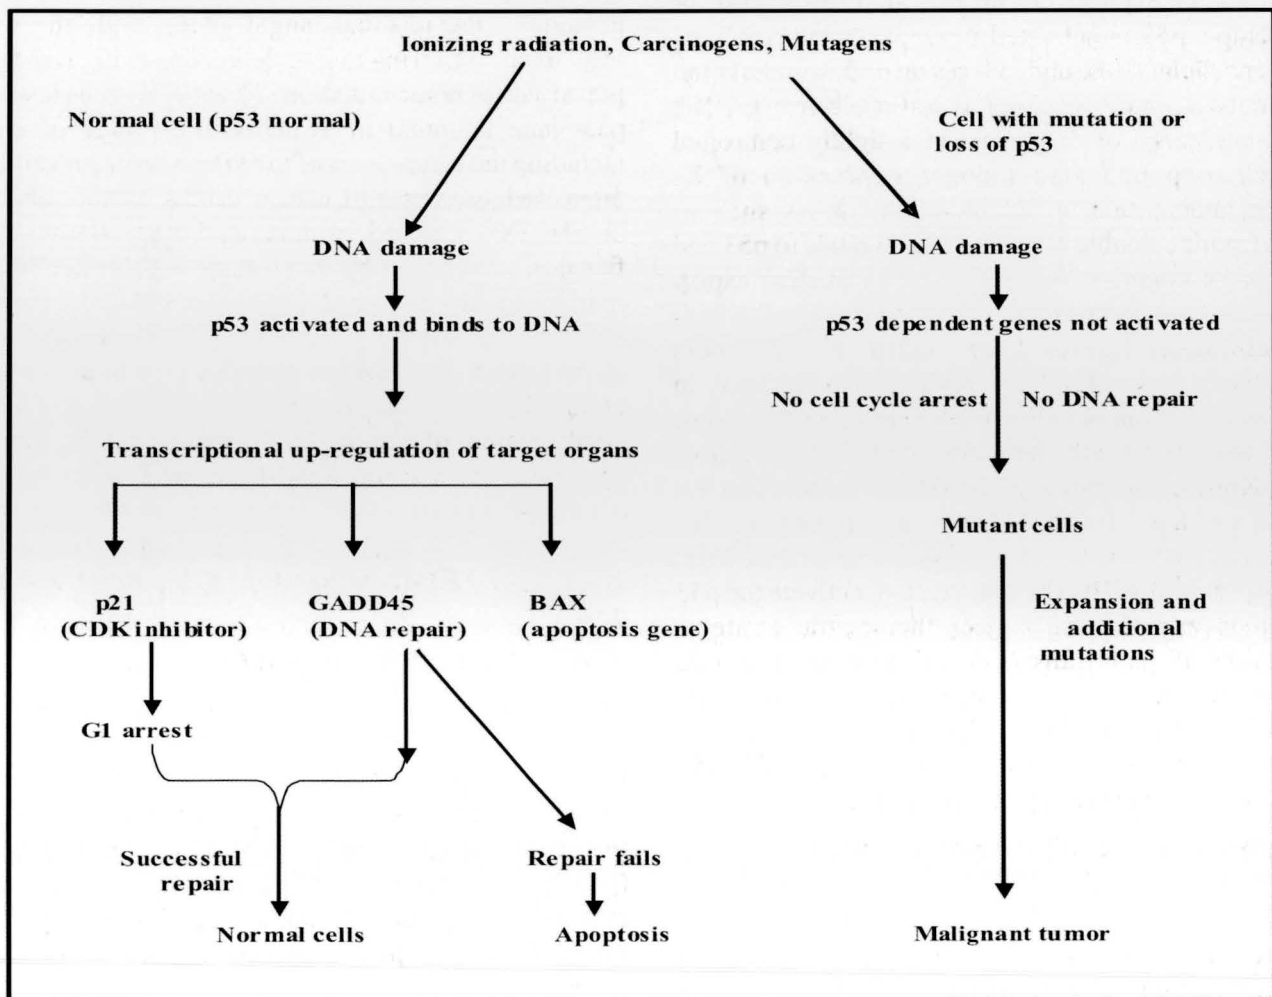 Ionizing radiation, Carcinogens, Mutagens
Normal cell (p53 normal)
Cell with mutation or
loss of p53
DNA damage
DNA damage
p53 activated and binds to DNA
p53 dependent genes not activated
No cell cycle arrest
No DNA repair
Transcriptional up-regulation of target organs
Mutant cells
p21
(CDK inhibitor)
GADD45
(DNA repair)
BAX
(apoptosis gene)
Expansion and
additional
mutations
G1 arrest
Successful
repair
Repair fails
Normal cells
Apoptosis
Malignant tumor